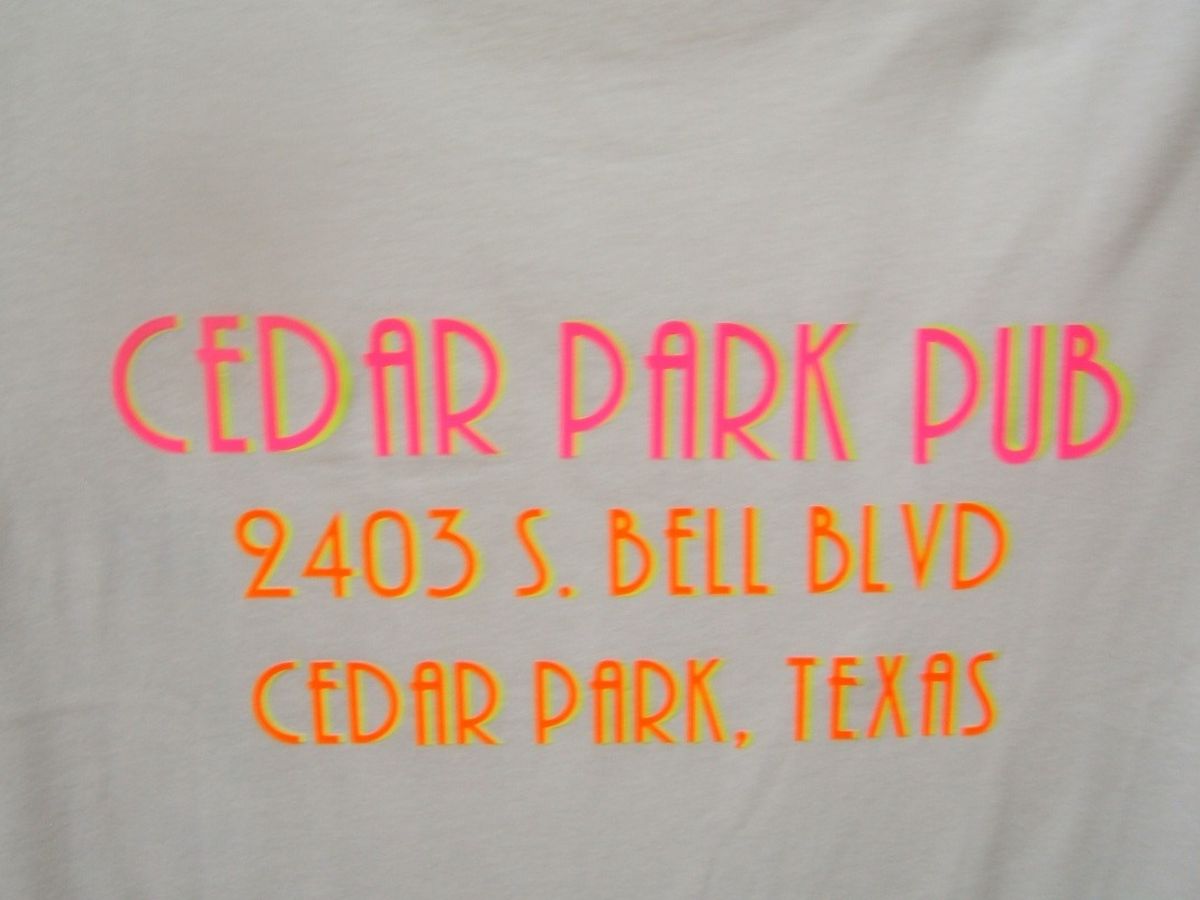 CEDAR PARK PUB
2403 S. BELL BLVD
CEDAR PARK, TEXAS